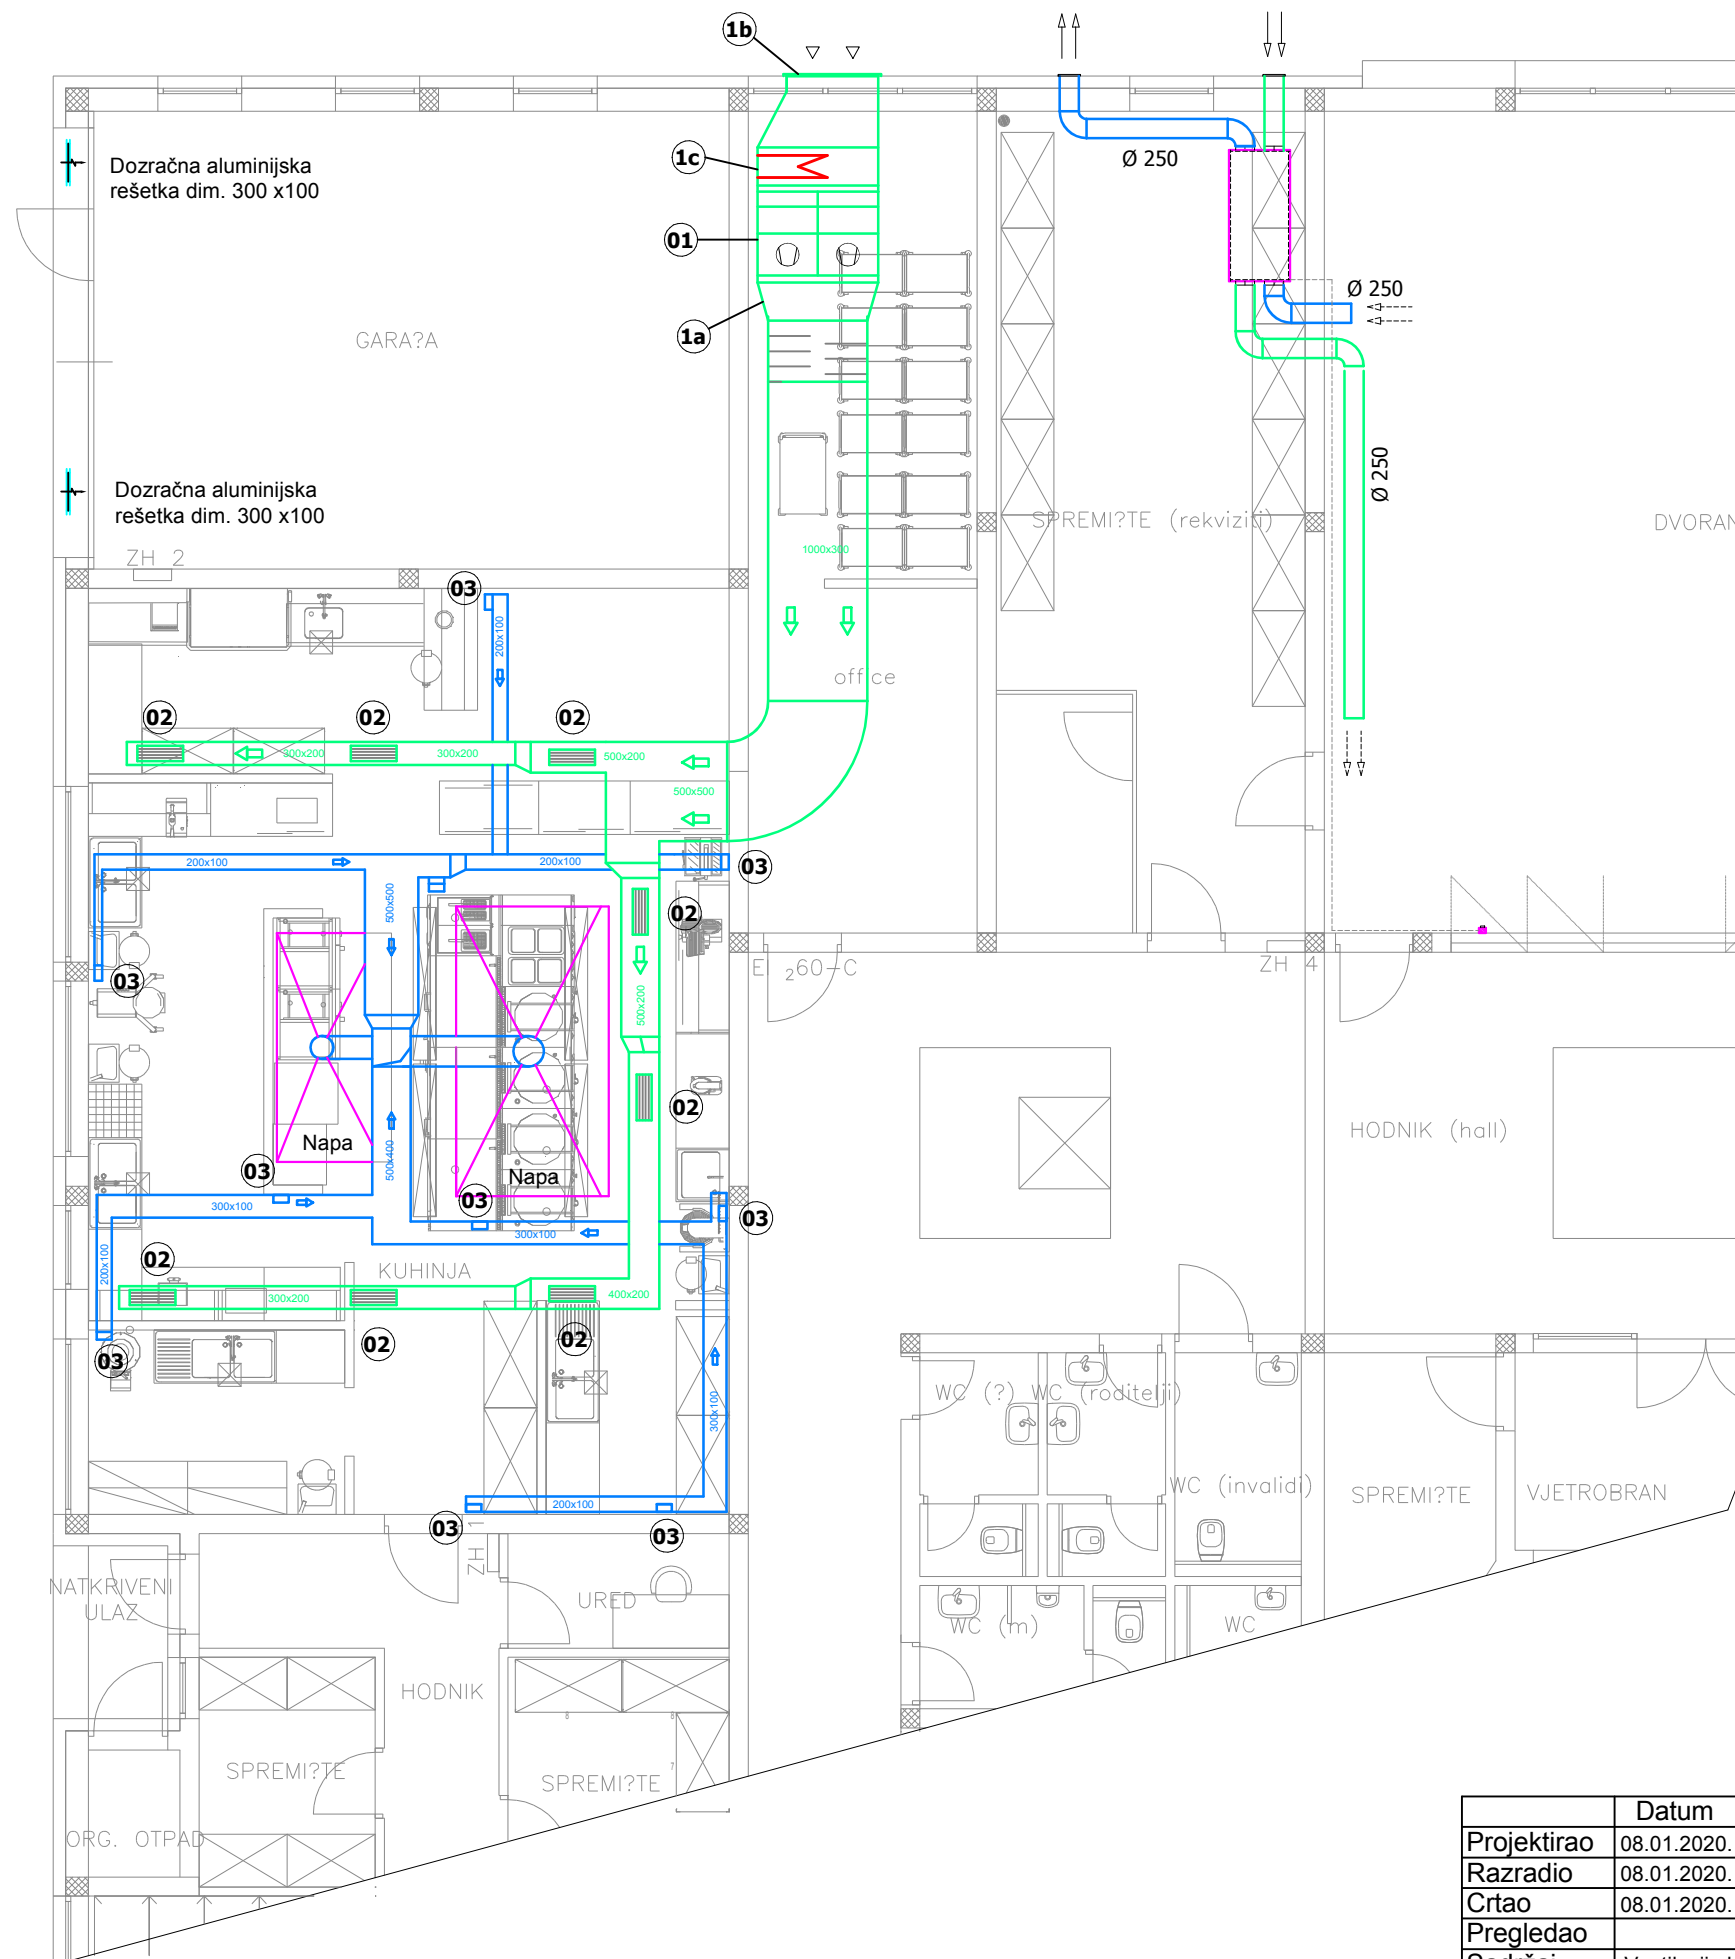 1b
1c
Dozračna aluminijska
rešetka dim. 300 x100
Ø 250
01
Ø 250
1a
GARA?A
Ø 250
Dozračna aluminijska
rešetka dim. 300 x100
SPREMI?TE (rekviziti)
DVORAN
ZH 2
1000x300
03
200x100
office
02
02
02
300x200
300x200
500x200
500x500
200x100
200x100
03
500x500
02
03
E 260-C
ZH 4
500x200
02
HODNIK (hall)
Napa
500x400
03
Napa
03
300x100
03
300x100
200x100
02
KUHINJA
300x200
400x200
02
02
03
WC (?)
WC (roditelji)
300x100
WC (invalidi)
SPREMI?TE
VJETROBRAN
200x100
03
ZH 1
03
NATKRIVENI
ULAZ
URED
WC (m)
WC
HODNIK
SPREMI?TE
SPREMI?TE
ORG. OTPAD
Datum
Projektirao 08.01.2020.
Razradio 08.01.2020.
Crtao 08.01.2020.
Pregledao